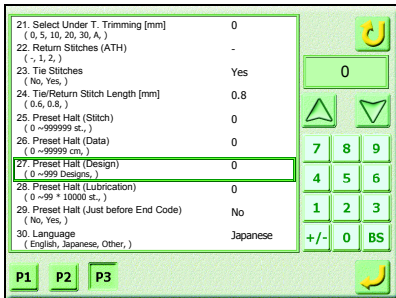 21. Select Under T. Trimming [mm] 0
( 0, 5, 10, 20, 30, A, )
22. Return Stitches (ATH) -
( -, 1, 2, )
23. Tie Stitches Yes
( No, Yes, )
24. Tie/Return Stitch Length [mm] 0.8
( 0.6, 0.8, )
25. Preset Halt (Stitch) 0
( 0 ~999999 st., )
26. Preset Halt (Data) 0
( 0 ~99999 cm, )
27. Preset Halt (Design) 0
( 0 ~999 Designs, )
28. Preset Halt (Lubrication) 0
( 0 ~99 * 10000 st., )
29. Preset Halt (Just before End Code) No
( No, Yes, )
30. Language Japanese
( English, Japanese, Other, )
0
7 8 9
4 5 6
1 2 3
+/- 0 BS
P1 P2 P3